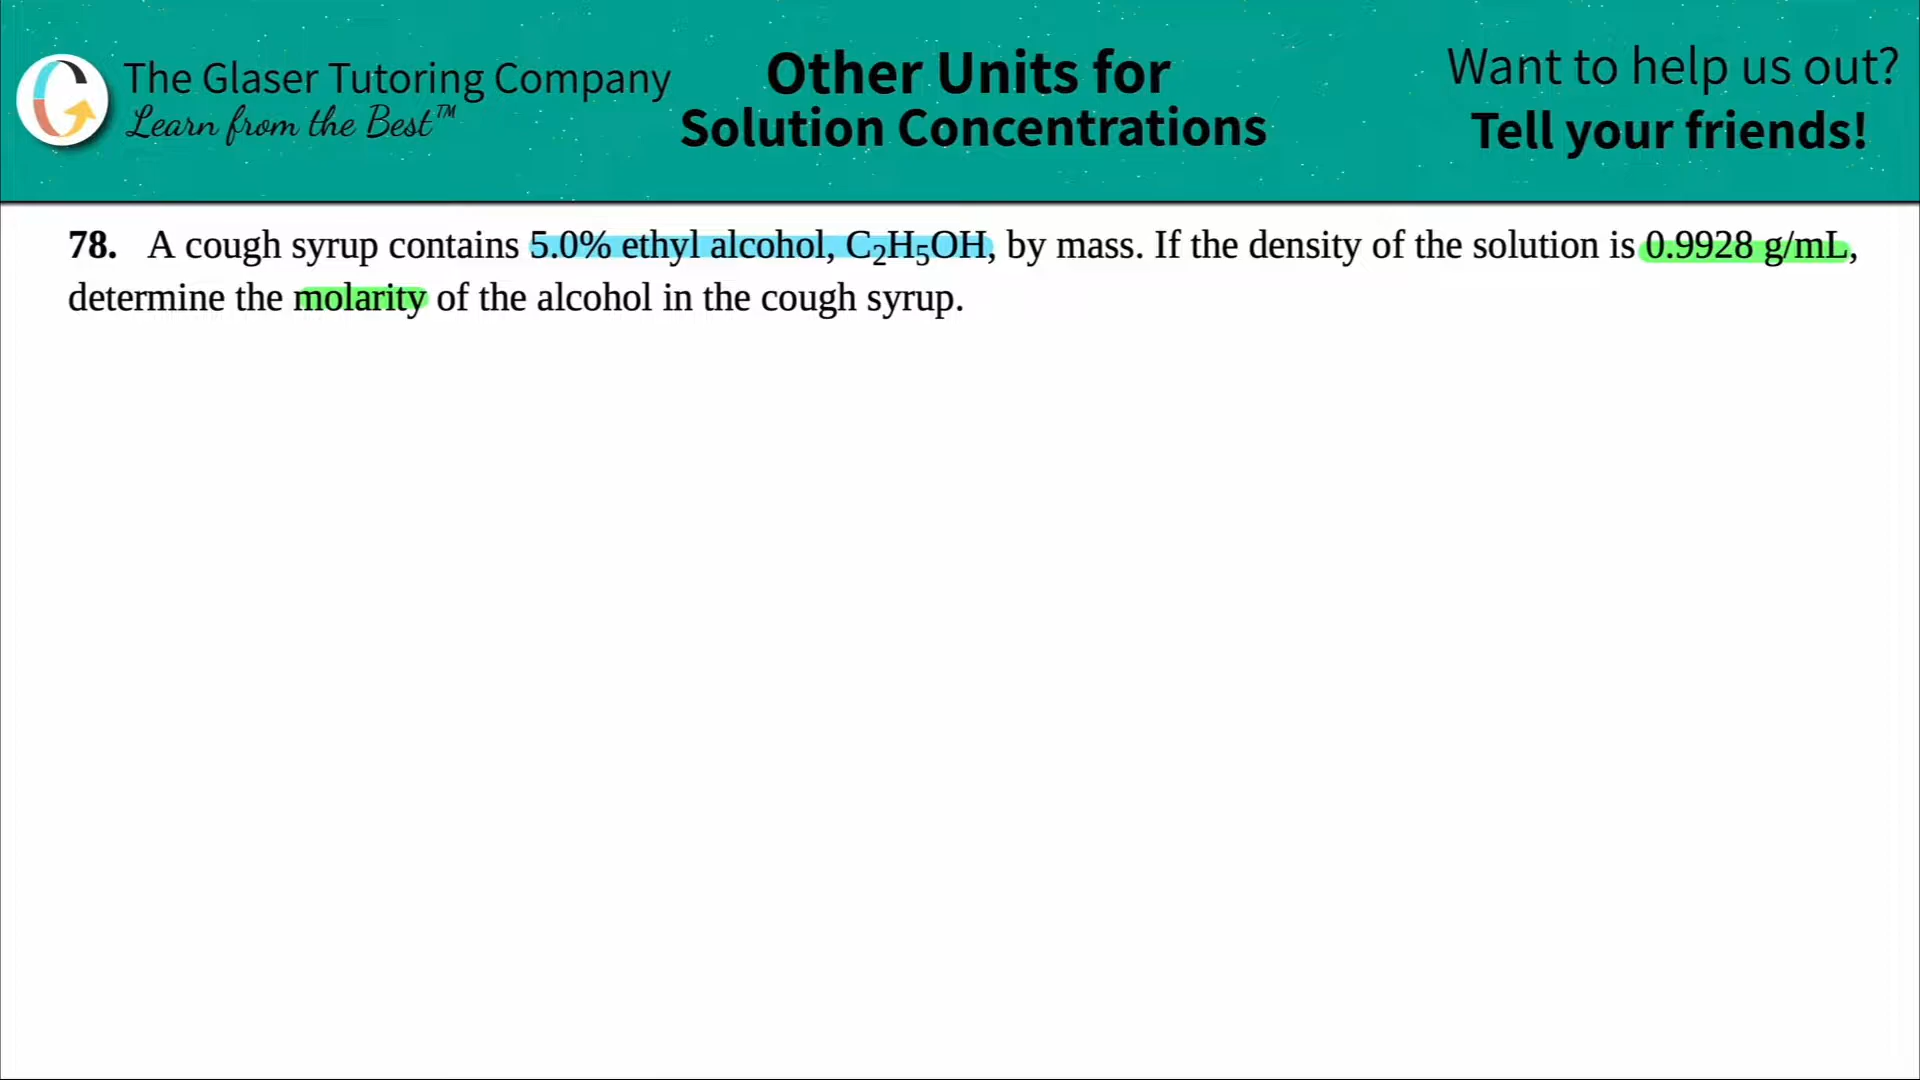 The Glaser Tutoring Company
Learn from the Best™
Other Units for
Solution Concentrations
Want to help us out?
Tell your friends!
78. A cough syrup contains 5.0% ethyl alcohol, C₂H₅OH, by mass. If the density of the solution is 0.9928 g/mL,
determine the molarity of the alcohol in the cough syrup.